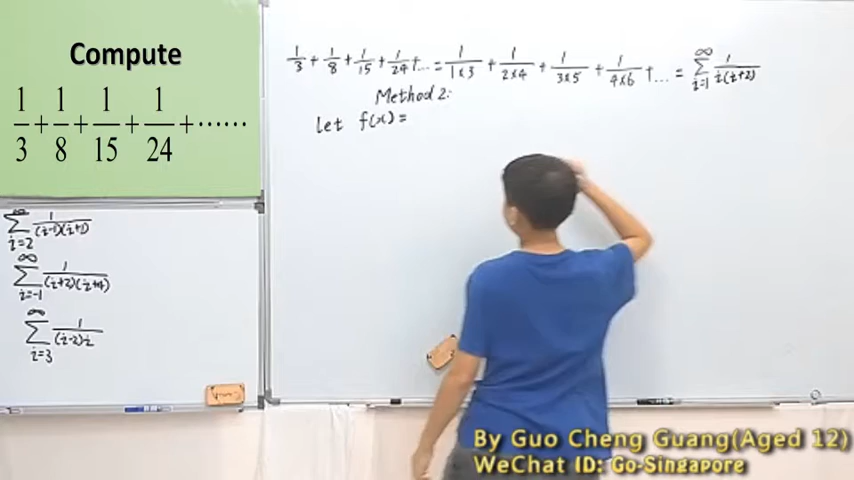 Compute
1/3 + 1/8 + 1/15 + 1/24 + ······
∑_{i=2}^{∞} 1/((i-1)(i+1))
∑_{i=-1}^{∞} 1/((i+2)(i+4))
∑_{i=3}^{∞} 1/((i-2)i)
1/3 + 1/8 + 1/15 + 1/24 + ... = 1/(1×3) + 1/(2×4) + 1/(3×5) + 1/(4×6) + ... = ∑_{i=1}^{∞} 1/(i(i+2))
Method 2:
Let f(x) =
By Guo Cheng Guang(Aged 12)
WeChat ID: Go-Singapore